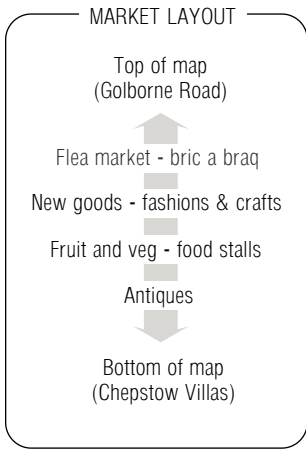 MARKET LAYOUT
Top of map
(Golborne Road)
Flea market - bric a braq
New goods - fashions & crafts
Fruit and veg - food stalls
Antiques
Bottom of map
(Chepstow Villas)